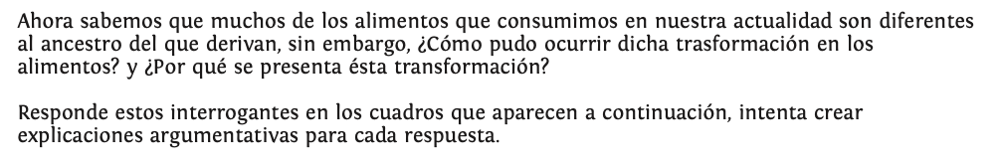 Ahora sabemos que muchos de los alimentos que consumimos en nuestra actualidad son diferentes
al ancestro del que derivan, sin embargo, ¿Cómo pudo ocurrir dicha trasformación en los
alimentos? y ¿Por qué se presenta ésta transformación?
Responde estos interrogantes en los cuadros que aparecen a continuación, intenta crear
explicaciones argumentativas para cada respuesta.